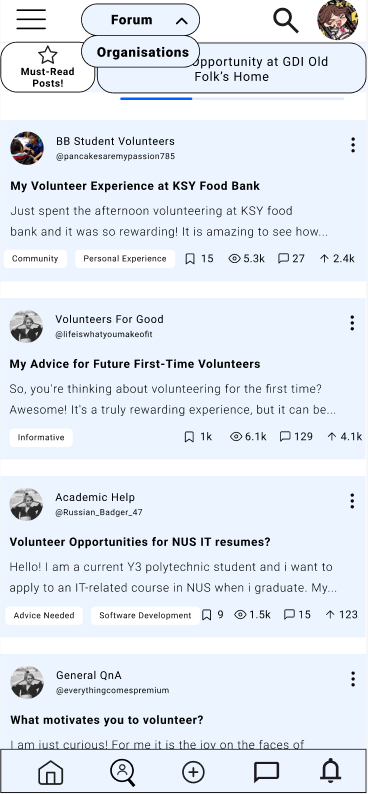 Forum
Organisations
Must-Read
Posts!
Opportunity at GDI Old
Folk's Home
BB Student Volunteers
@pancakesaremypassion785
My Volunteer Experience at KSY Food Bank
Just spent the afternoon volunteering at KSY food
bank and it was so rewarding! It is amazing to see how...
Community Personal Experience 15 5.3k 27 2.4k
Volunteers For Good
@lifeiswhatyoumakeofit
My Advice for Future First-Time Volunteers
So, you're thinking about volunteering for the first time?
Awesome! It's a truly rewarding experience, but it can be...
Informative 1k 6.1k 129 4.1k
Academic Help
@Russian_Badger_47
Volunteer Opportunities for NUS IT resumes?
Hello! I am a current Y3 polytechnic student and i want to
apply to an IT-related course in NUS when i graduate. My...
Advice Needed Software Development 9 1.5k 15 123
General QnA
@everythingcomespremium
What motivates you to volunteer?
I am just curious! For me it is the joy on the faces of